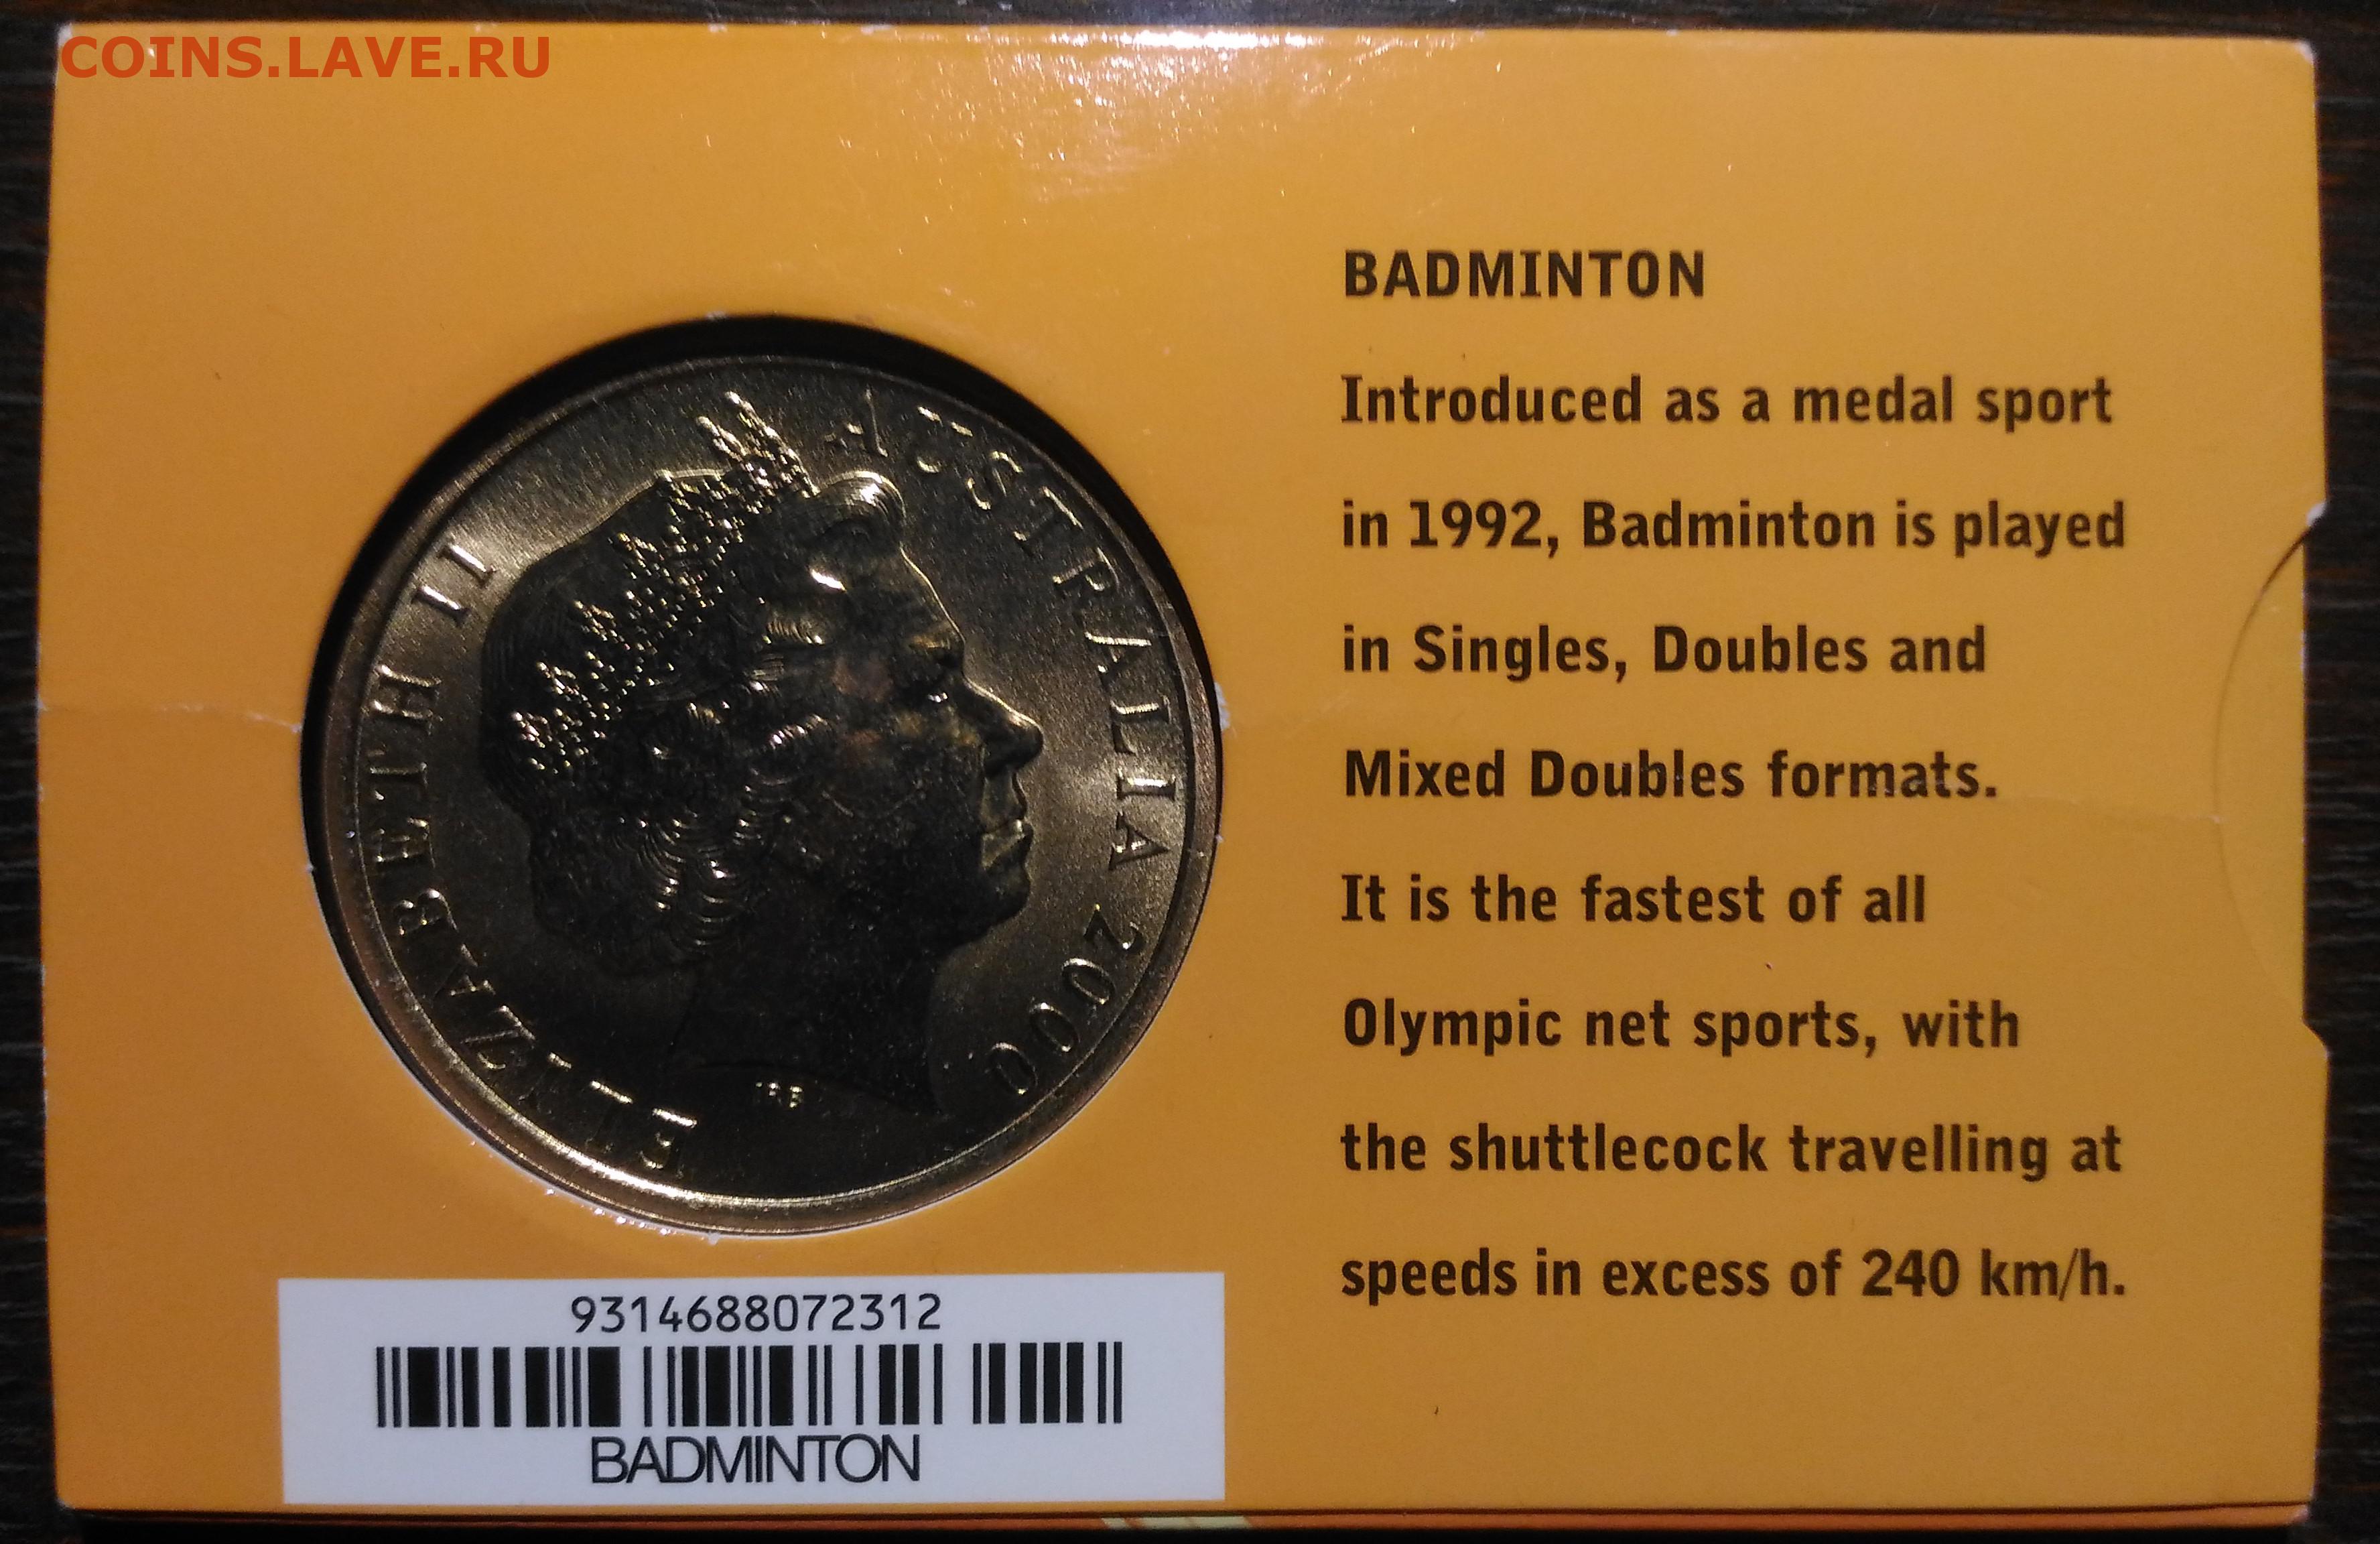 COINS.LAVE.RU
BADMINTON
Introduced as a medal sport
in 1992, Badminton is played
in Singles, Doubles and
Mixed Doubles formats.
It is the fastest of all
Olympic net sports, with
the shuttlecock travelling at
speeds in excess of 240 km/h.
ELIZABETH II AUSTRALIA 2000
IRB
9314688072312
BADMINTON